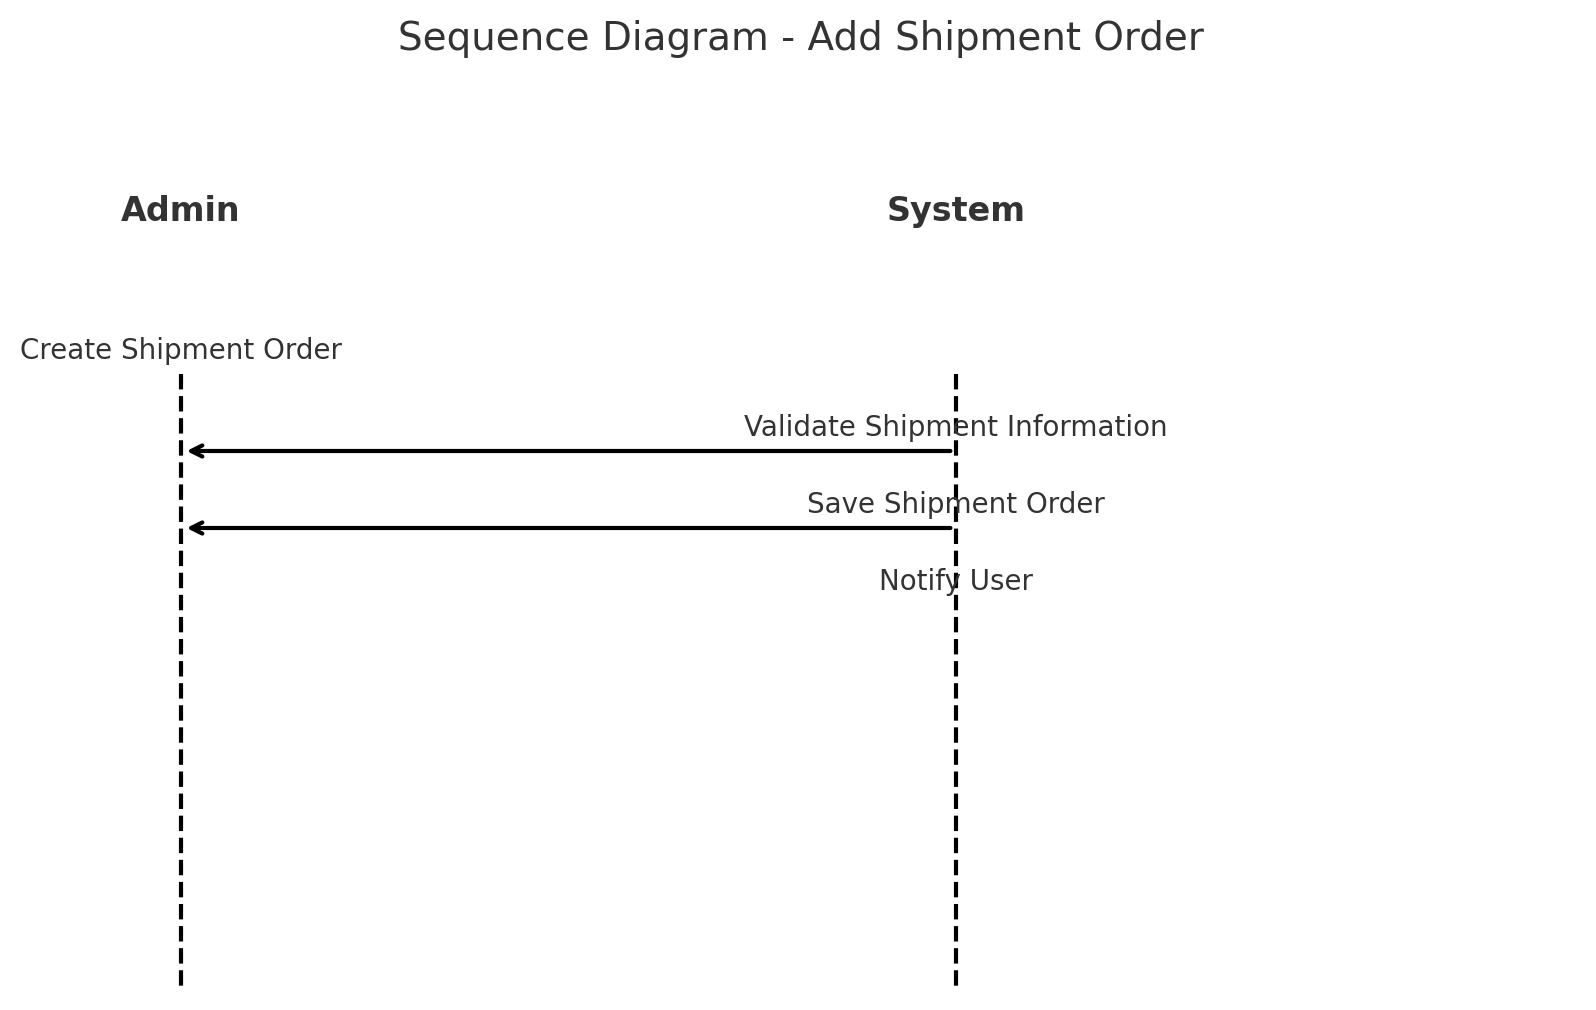 Sequence Diagram - Add Shipment Order
Admin
System
Create Shipment Order
Validate Shipment Information
Save Shipment Order
Notify User